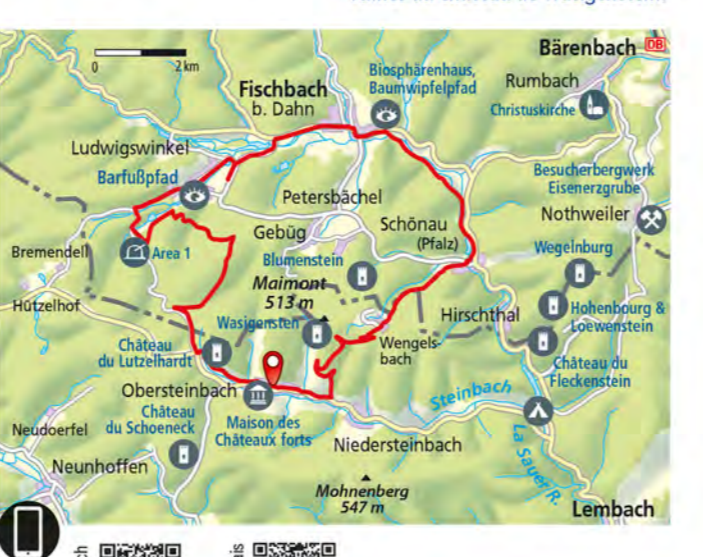 Bärenbach DB
0 2 km
Fischbach
b. Dahn
Biosphärenhaus,
Baumwipfelpfad
Rumbach
Christuskirche
Ludwigswinkel
Barfußpfad
Petersbächel
Besucherbergwerk
Eisenerzgrube
Nothweiler
Schönau
(Pfalz)
Gebüg
Bremendell
Area 1
Blumenstein
Wegelnburg
Maimont
513 m
Hützelhof
Wasigenstein
Hirschthal
Hohenbourg &
Loewenstein
Château
du Lutzelhardt
Wengels-
bach
Château du
Fleckenstein
Obersteinbach
Steinbach
Château
du Schoeneck
Maison des
Châteaux forts
Neudoerfel
Niedersteinbach
La Sauer R.
Neunhoffen
Mohnenberg
547 m
Lembach